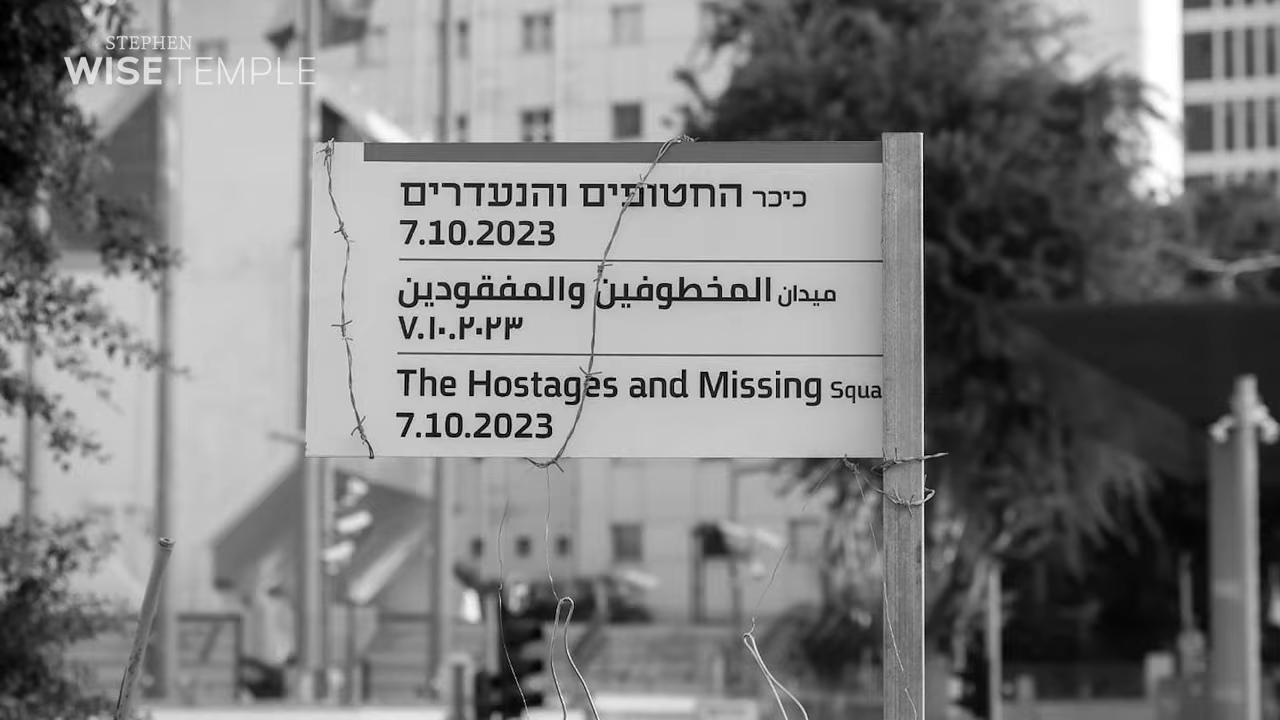 STEPHEN
WISE TEMPLE
כיכר החטופים והנעדרים
7.10.2023
ميدان المخطوفين والمفقودين
٧.١٠.٢٠٢٣
The Hostages and Missing Squa
7.10.2023